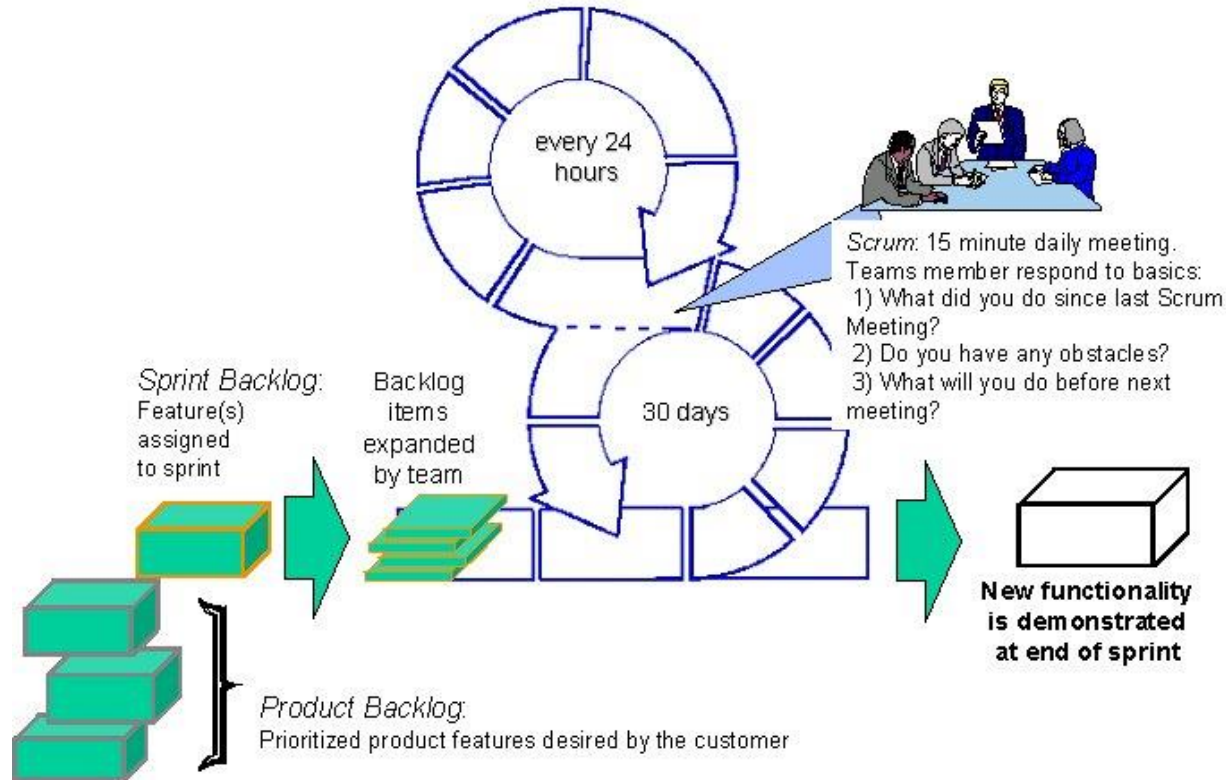 every 24
hours
Scrum: 15 minute daily meeting.
Teams member respond to basics:
1) What did you do since last Scrum
Meeting?
2) Do you have any obstacles?
3) What will you do before next
meeting?
Sprint Backlog:
Feature(s)
assigned
to sprint
Backlog
items
expanded
by team
30 days
New functionality
is demonstrated
at end of sprint
Product Backlog:
Prioritized product features desired by the customer